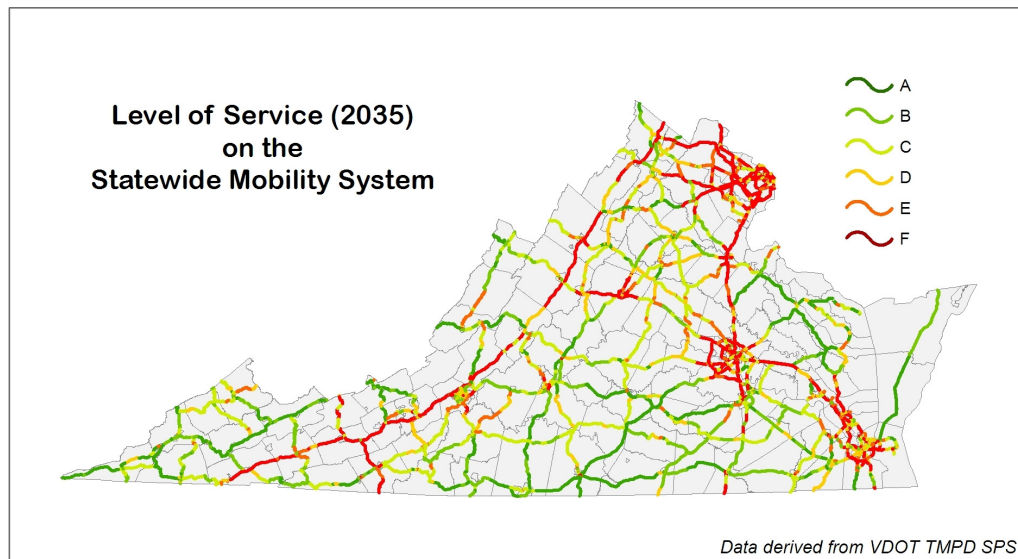 Level of Service (2035)
on the
Statewide Mobility System
A
B
C
D
E
F
Data derived from VDOT TMPD SPS